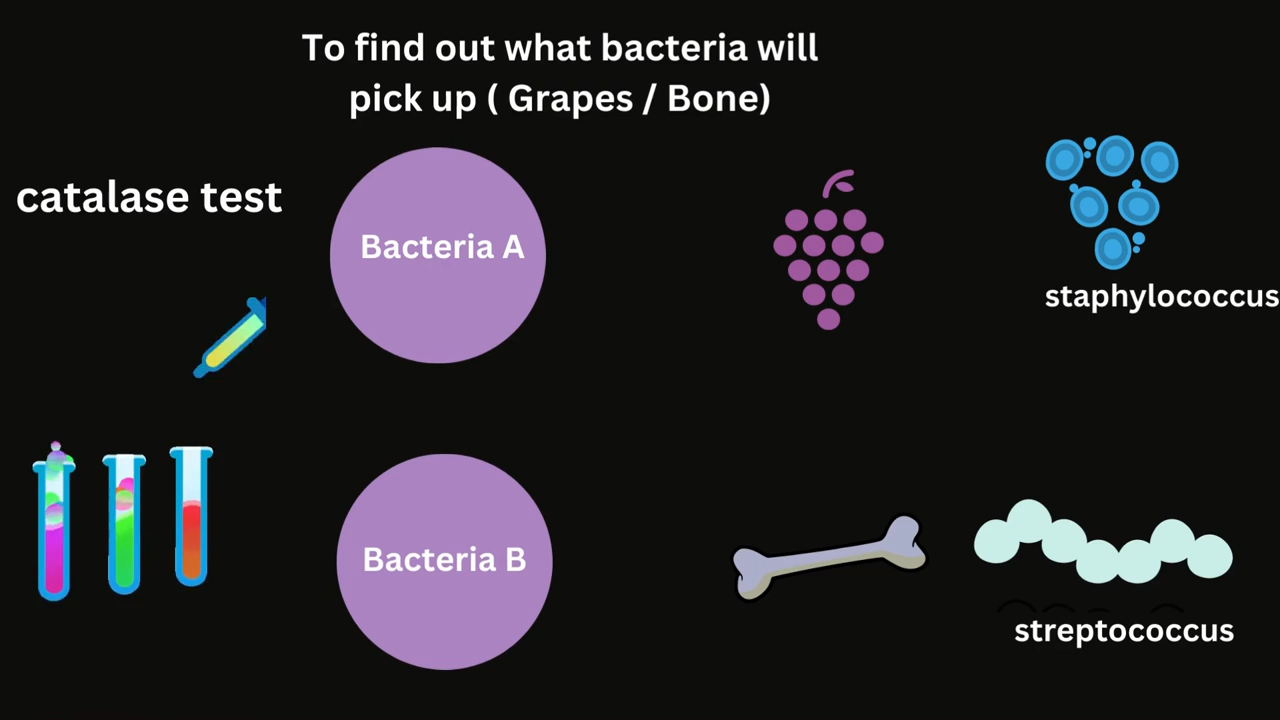 To find out what bacteria will
pick up ( Grapes / Bone)
catalase test
Bacteria A
staphylococcus
Bacteria B
streptococcus